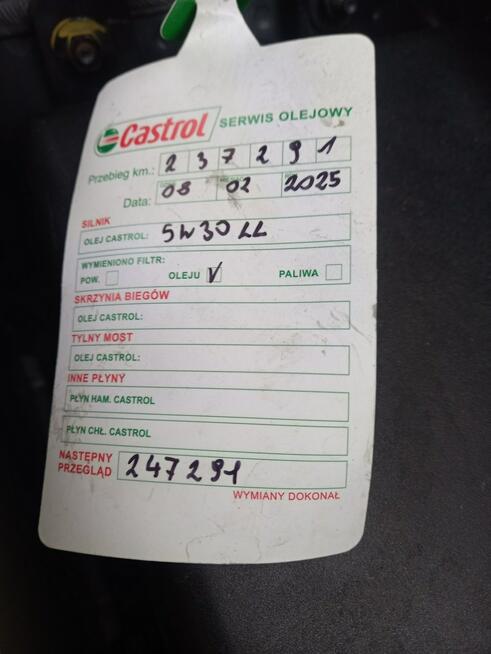 Castrol SERWIS OLEJOWY
Przebieg km.: 2 3 7 2 9 1
Data: 08 02 2025
SILNIK
OLEJ CASTROL: 5W30 LL
WYMIENIONO FILTR:
POW. OLEJU V PALIWA
SKRZYNIA BIEGÓW
OLEJ CASTROL:
TYLNY MOST
OLEJ CASTROL:
INNE PŁYNY
PŁYN HAM. CASTROL
PŁYN CHŁ. CASTROL
NASTĘPNY
PRZEGLĄD 247291
WYMIANY DOKONAŁ